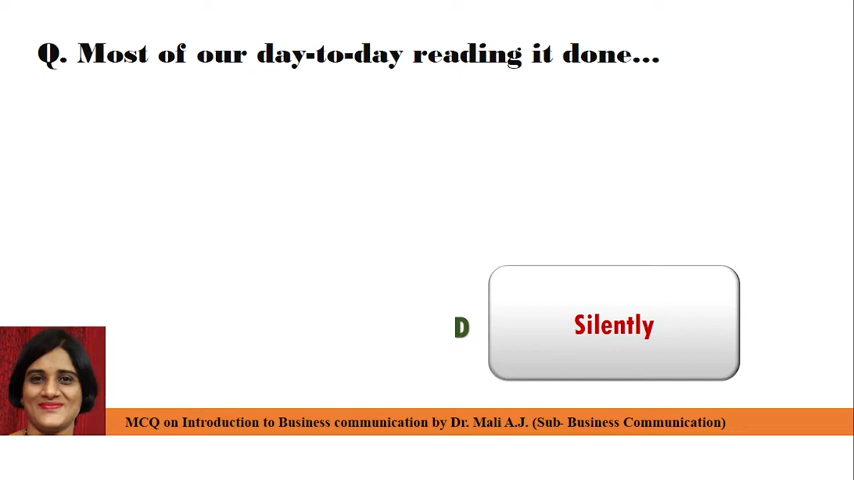 Q. Most of our day-to-day reading it done...
D
Silently
MCQ on Introduction to Business communication by Dr. Mali A.J. (Sub- Business Communication)